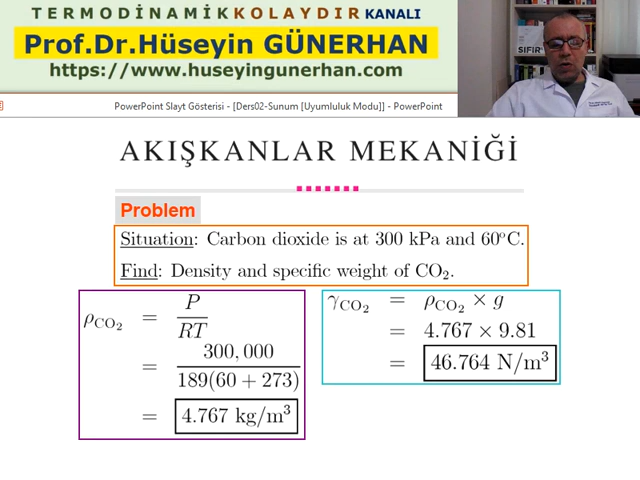 TERMODİNAMİKKOLAYDIR KANALI
Prof.Dr.Hüseyin GÜNERHAN
https://www.huseyingunerhan.com
SIFIR
PowerPoint Slayt Gösterisi - [Ders02-Sunum [Uyumluluk Modu]] - PowerPoint
AKIŞKANLAR MEKANİĞİ
Problem
Situation: Carbon dioxide is at 300 kPa and 60°C.
Find: Density and specific weight of CO₂.
ρCO₂ = P/RT
= 300,000/189(60 + 273)
= 4.767 kg/m³
γCO₂ = ρCO₂ × g
= 4.767 × 9.81
= 46.764 N/m³